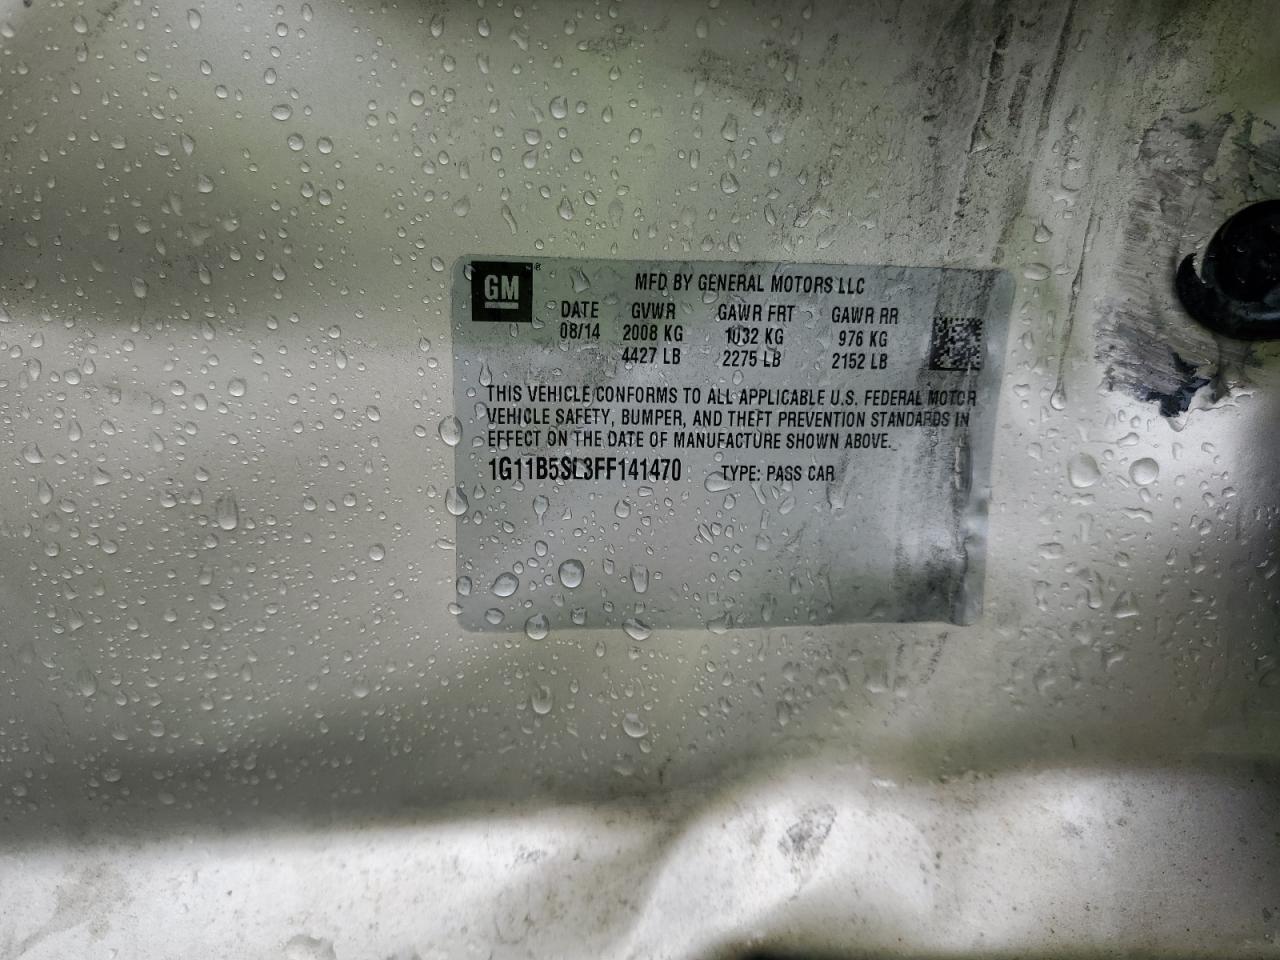 GM ®
MFD BY GENERAL MOTORS LLC
DATE GVWR GAWR FRT GAWR RR
08/14 2008 KG 1032 KG 976 KG
4427 LB 2275 LB 2152 LB
THIS VEHICLE CONFORMS TO ALL APPLICABLE U.S. FEDERAL MOTOR
VEHICLE SAFETY, BUMPER, AND THEFT PREVENTION STANDARDS IN
EFFECT ON THE DATE OF MANUFACTURE SHOWN ABOVE.
1G11B5SL3FF141470 TYPE: PASS CAR